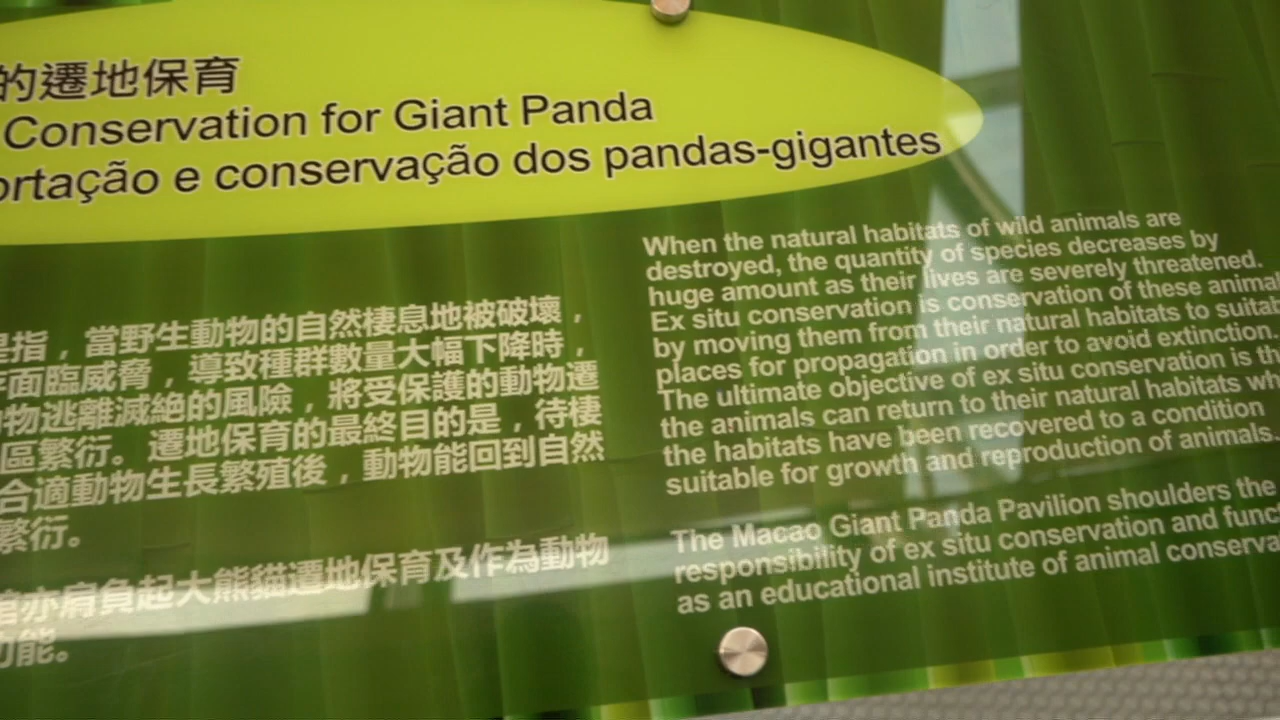 的遷地保育
Conservation for Giant Panda
e conservação dos pandas-gigantes
指，當野生動物的自然棲息地被破壞，
面臨威脅，導致種群數量大幅下降時，
物逃離滅絕的風險，將受保護的動物遷
區繁衍。遷地保育的最終目的是，待棲
合適動物生長繁殖後，動物能回到自然
繁衍。
亦肩負起大熊貓遷地保育及作為動物
功能。
When the natural habitats of wild animals are
destroyed, the quantity of species decreases by
huge amount as their lives are severely threatened.
Ex situ conservation is conservation of these animal
by moving them from their natural habitats to
places for propagation in order to avoid extinction.
The ultimate objective of ex situ conservation is
the animals can return to their natural habitats
the habitats have been recovered to a condition
suitable for growth and reproduction of animals.
The Macao Giant Panda Pavilion shoulders the
responsibility of ex situ conservation and
as an educational institute of animal